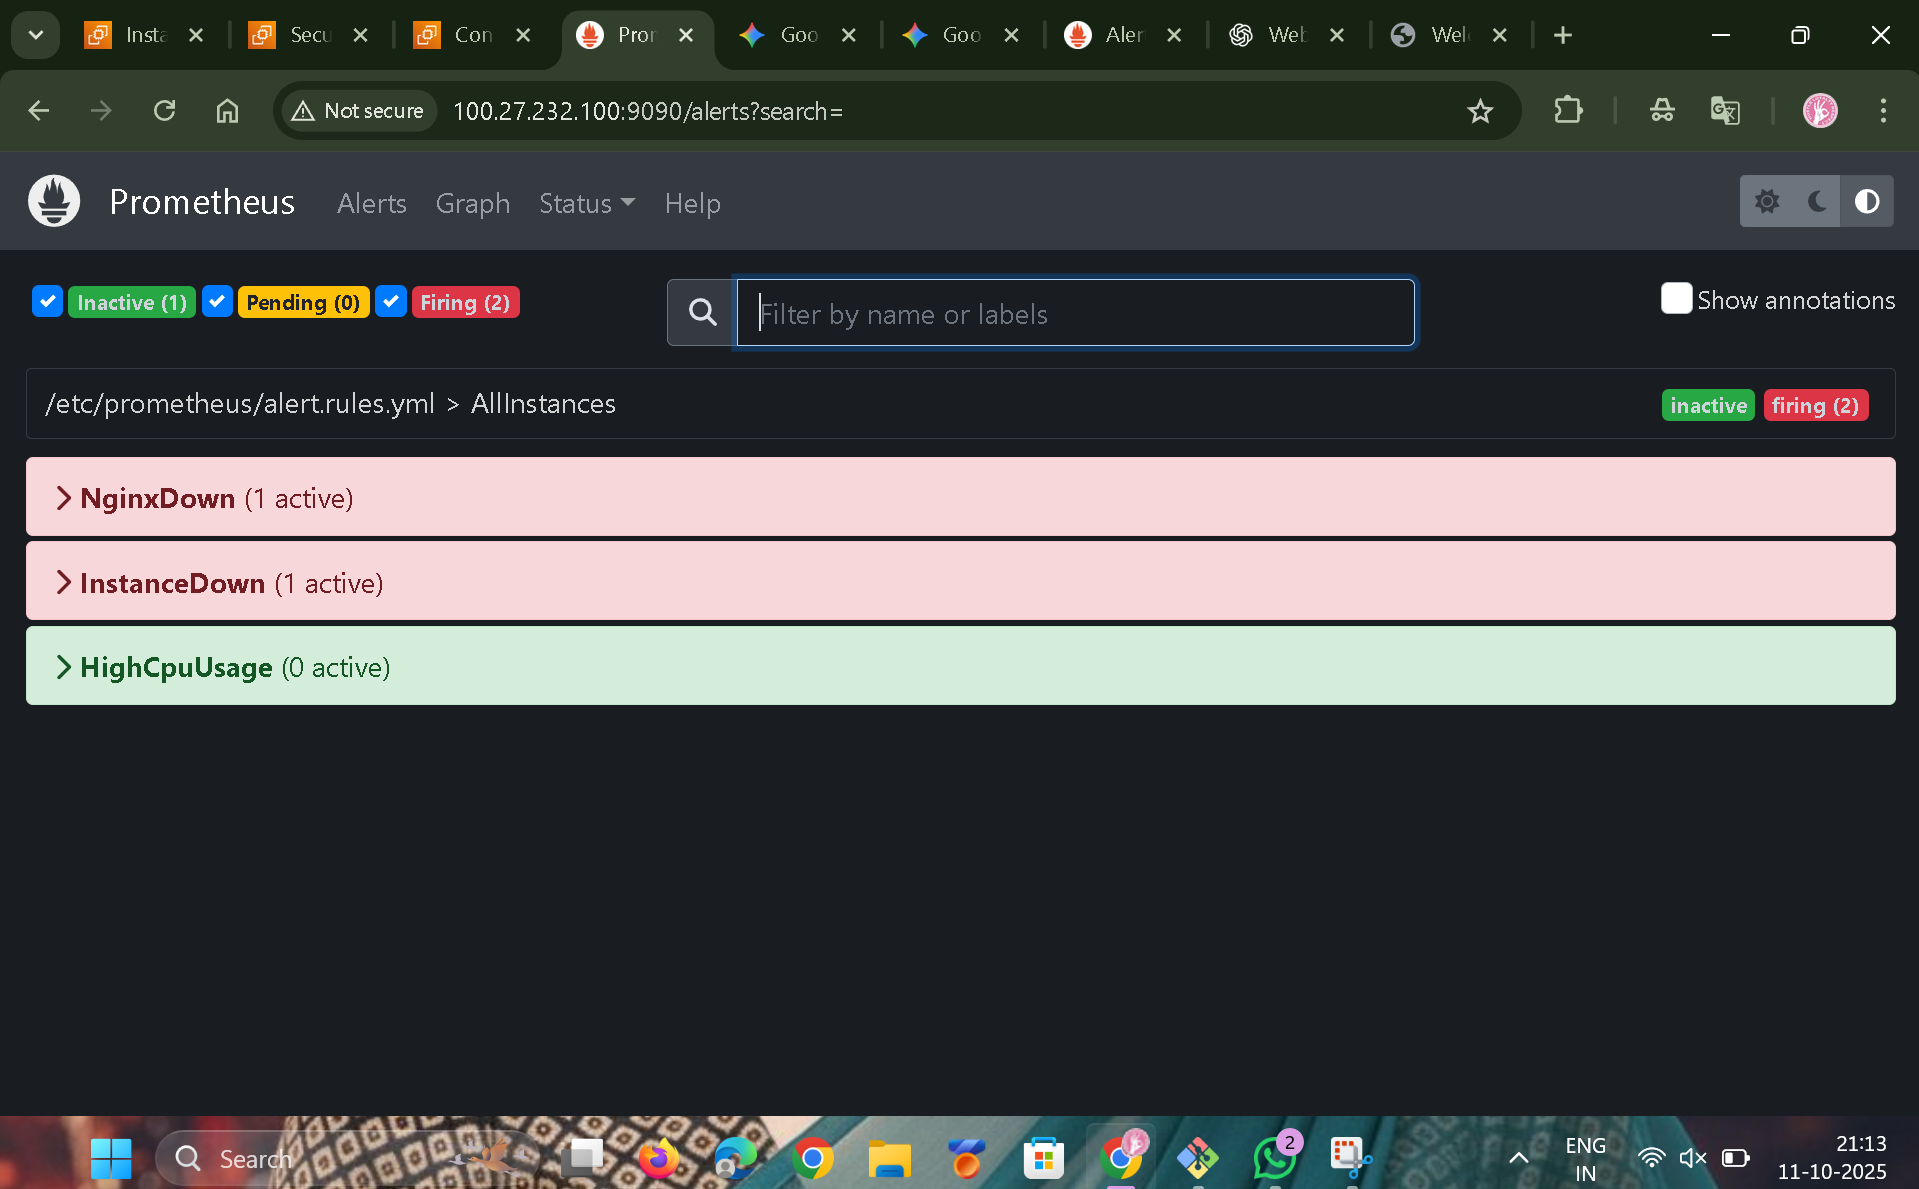 Insta
Secu
Con
Pror
Goo
Goo
Aler
Web
Wel
Not secure
100.27.232.100:9090/alerts?search=
Prometheus
Alerts
Graph
Status
Help
Inactive (1)
Pending (0)
Firing (2)
Filter by name or labels
Show annotations
/etc/prometheus/alert.rules.yml > AllInstances
inactive
firing (2)
NginxDown (1 active)
InstanceDown (1 active)
HighCpuUsage (0 active)
Search
2
ENG
IN
21:13
11-10-2025